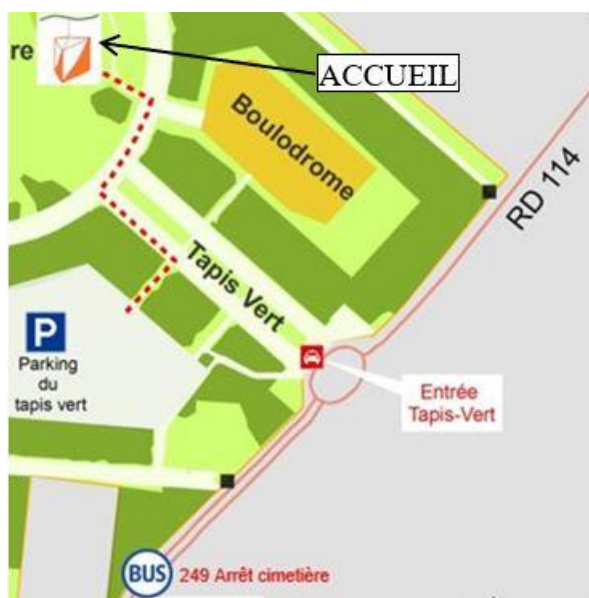 re
ACCUEIL
Boulodrome
RD 114
Tapis Vert
P
Parking
du
tapis vert
Entrée
Tapis-Vert
BUS 249 Arrêt cimetière